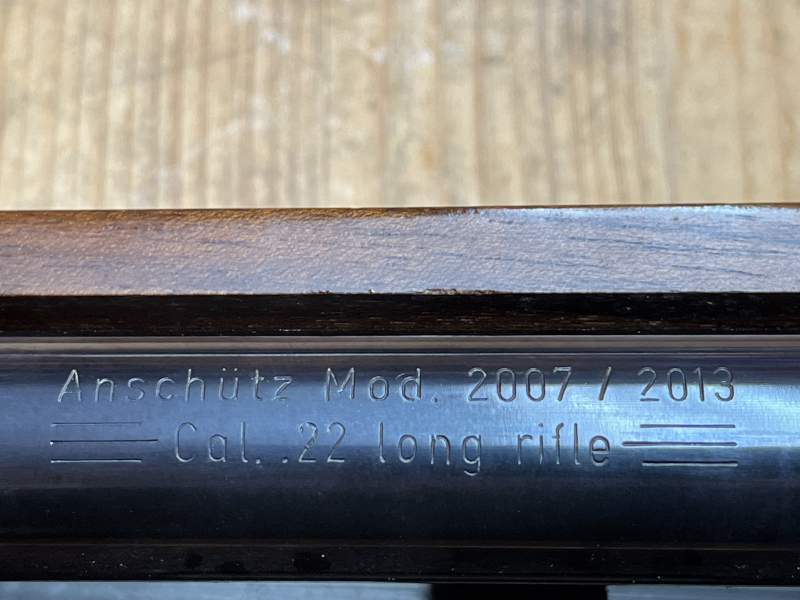 Anschütz Mod. 2007 / 2013
Cal. .22 long rifle